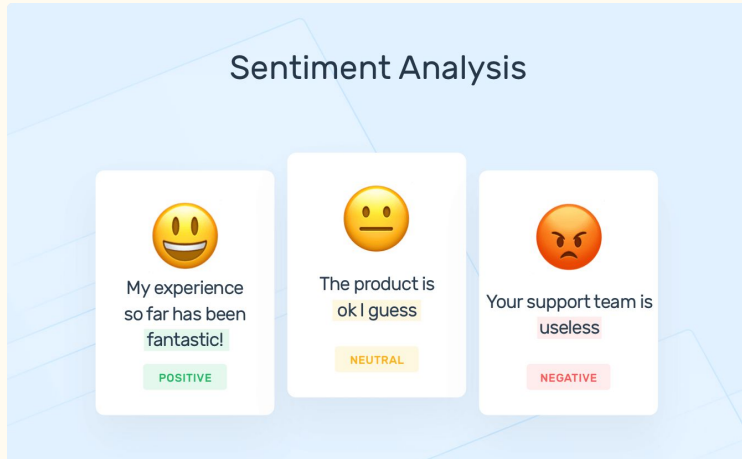 Sentiment Analysis
My experience
so far has been
fantastic!
POSITIVE
The product is
ok I guess
NEUTRAL
Your support team is
useless
NEGATIVE